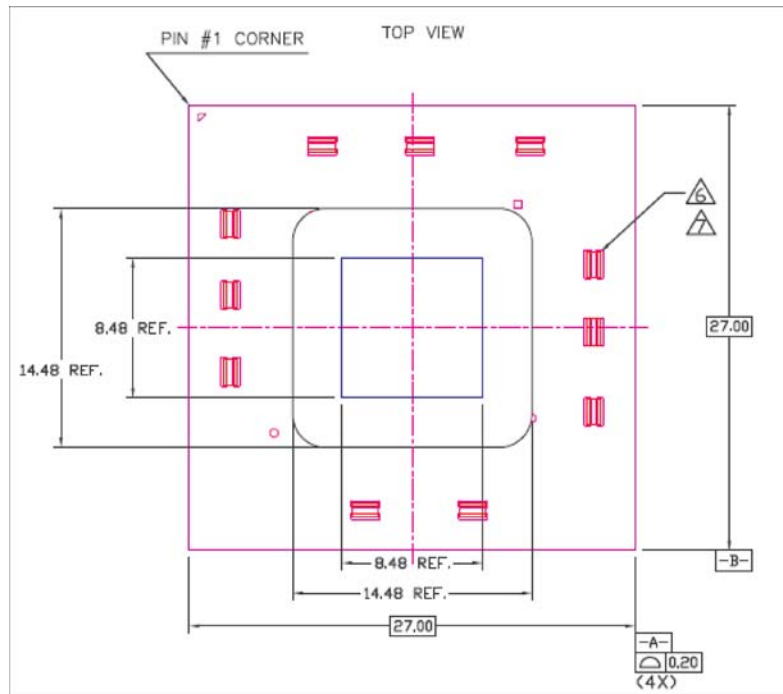 TOP VIEW
PIN #1 CORNER
6
7
27.00
8.48 REF.
14.48 REF.
-B-
8.48 REF.
14.48 REF.
27.00
-A-
0.20
(4X)